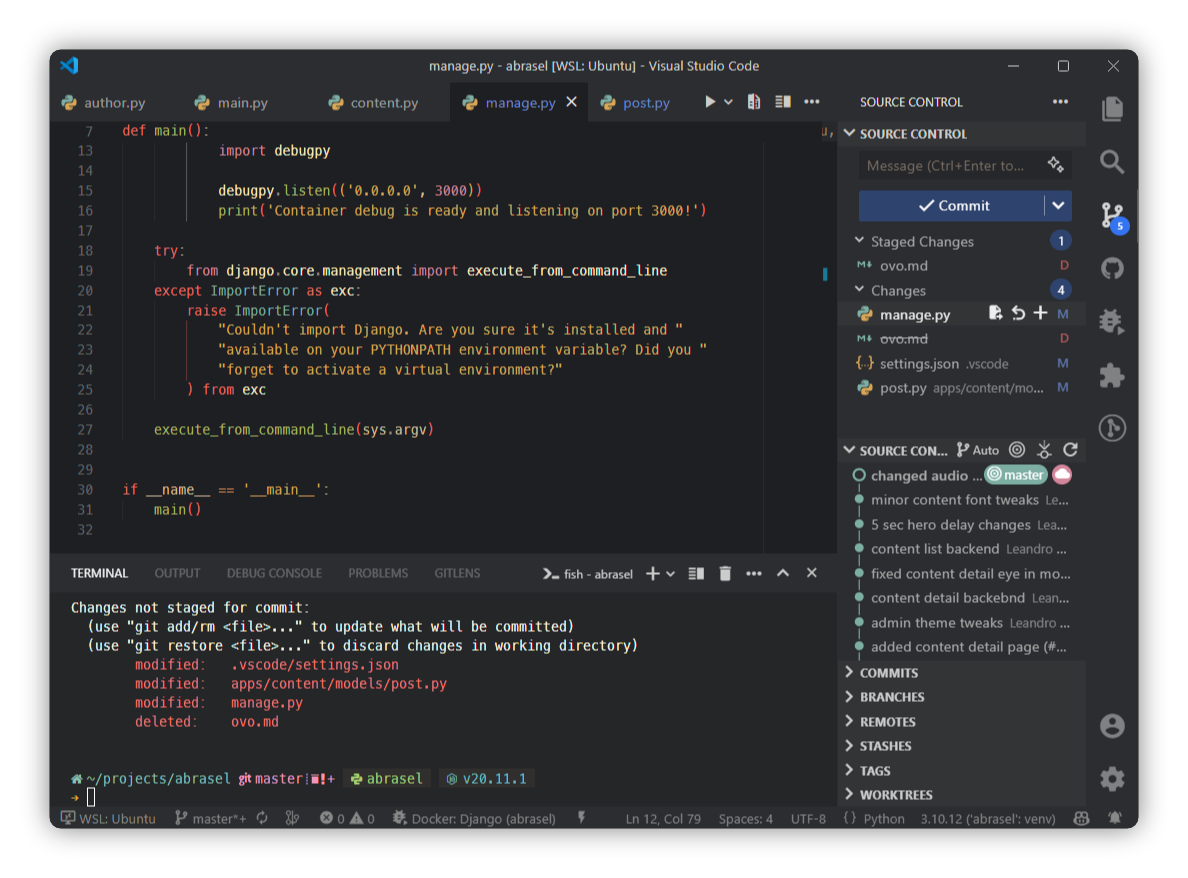 manage.py - abrasel [WSL: Ubuntu] - Visual Studio Code
author.py main.py content.py manage.py post.py
7 def main():
13 import debugpy
14
15 debugpy.listen(('0.0.0.0', 3000))
16 print('Container debug is ready and listening on port 3000!')
17
18 try:
19 from django.core.management import execute_from_command_line
20 except ImportError as exc:
21 raise ImportError(
22 "Couldn't import Django. Are you sure it's installed and "
23 "available on your PYTHONPATH environment variable? Did you "
24 "forget to activate a virtual environment?"
25 ) from exc
26
27 execute_from_command_line(sys.argv)
28
29
30 if __name__ == '__main__':
31 main()
32
TERMINAL OUTPUT DEBUG CONSOLE PROBLEMS GITLENS fish - abrasel
Changes not staged for commit:
(use "git add/rm <file>..." to update what will be committed)
(use "git restore <file>..." to discard changes in working directory)
modified: .vscode/settings.json
modified: apps/content/models/post.py
modified: manage.py
deleted: ovo.md
~/projects/abrasel git master !+ abrasel v20.11.1
SOURCE CONTROL
SOURCE CONTROL
Message (Ctrl+Enter to...
Commit
5
Staged Changes 1
ovo.md D
Changes 4
manage.py M
ovo.md D
settings.json .vscode M
post.py apps/content/mo... M
SOURCE CON... Auto
changed audio ... master
minor content font tweaks Le...
5 sec hero delay changes Lea...
content list backend Leandro ...
fixed content detail eye in mo...
content detail backebnd Lean...
admin theme tweaks Leandro ...
added content detail page (#...
COMMITS
BRANCHES
REMOTES
STASHES
TAGS
WORKTREES
WSL: Ubuntu master*+ 0 0 Docker: Django (abrasel) Ln 12, Col 79 Spaces: 4 UTF-8 {} Python 3.10.12 ('abrasel': venv)